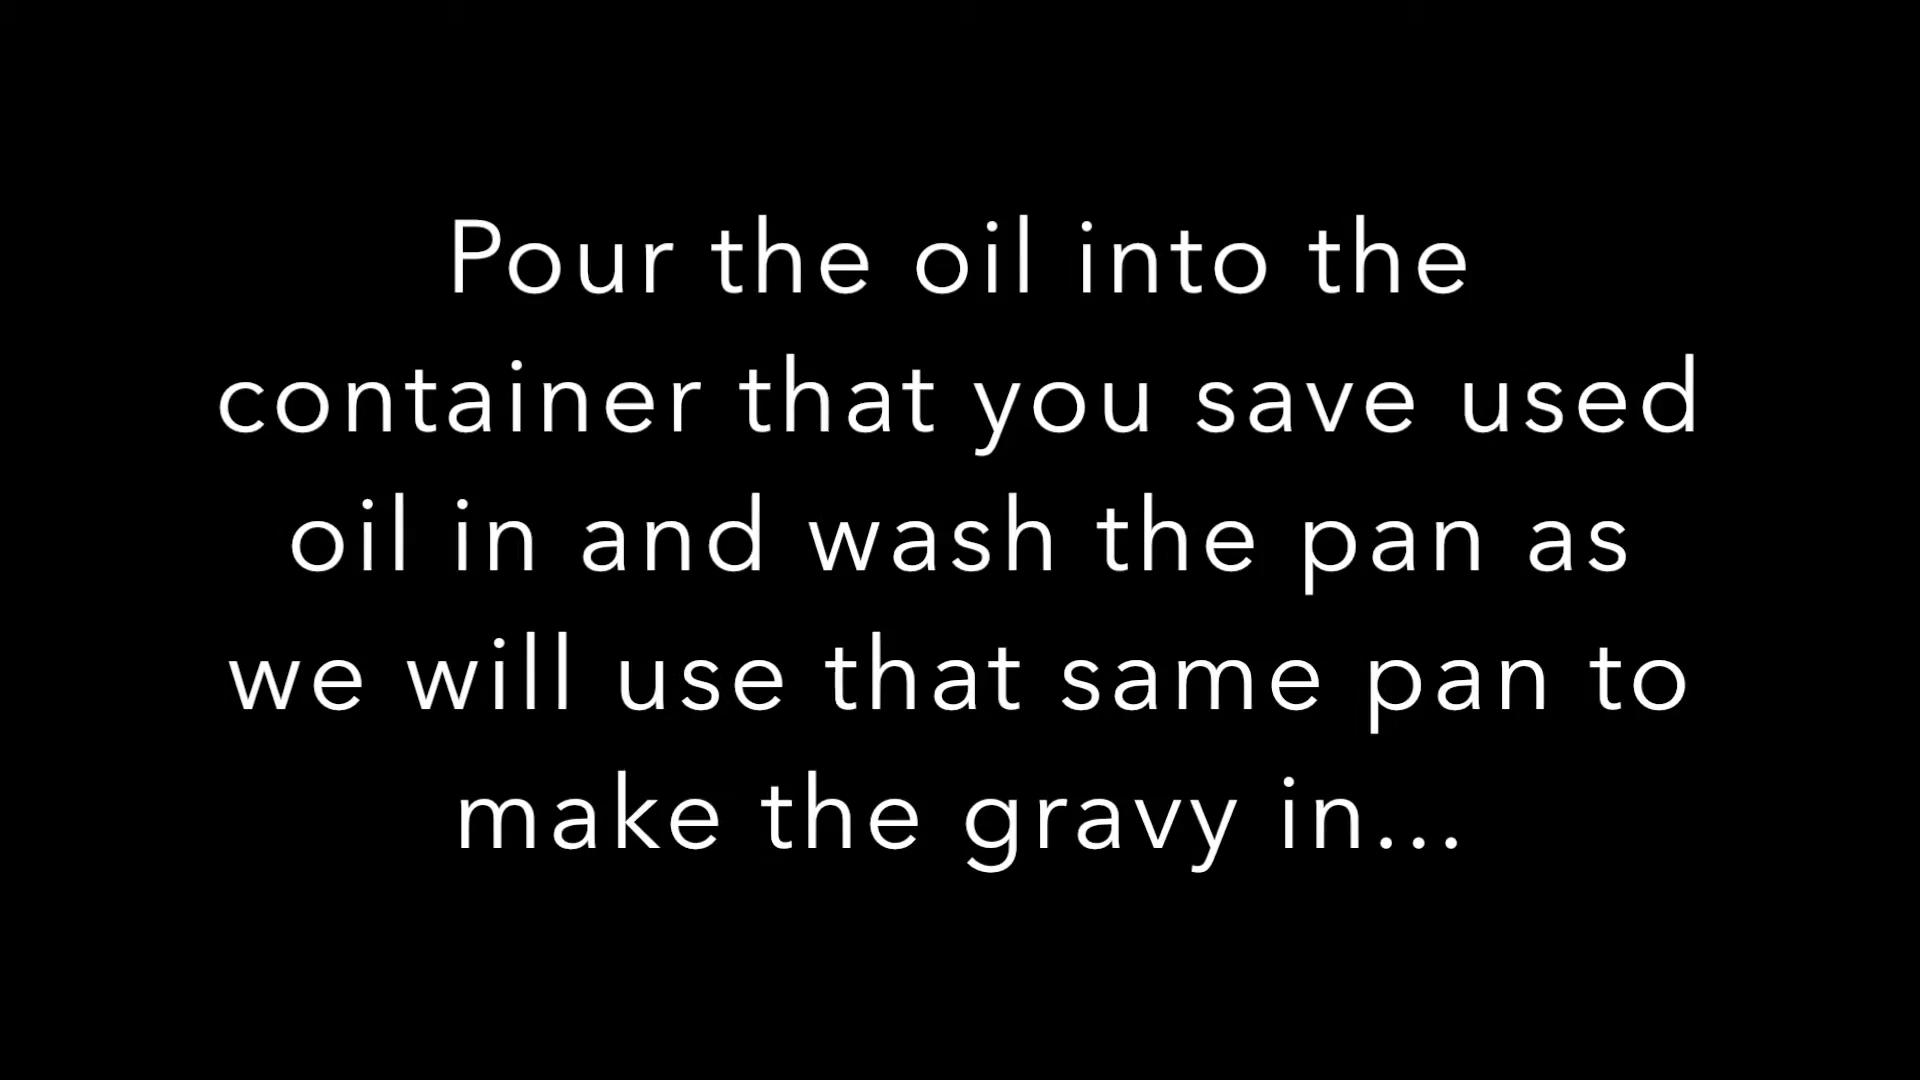 Pour the oil into the
container that you save used
oil in and wash the pan as
we will use that same pan to
make the gravy in...